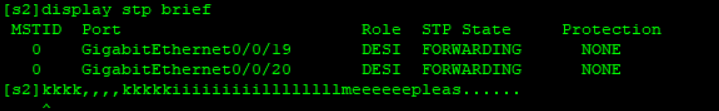 [s2]display stp brief
MSTID Port Role STP State Protection
0 GigabitEthernet0/0/19 DESI FORWARDING NONE
0 GigabitEthernet0/0/20 DESI FORWARDING NONE
[s2]kkkk,,,,kkkkkiiiiiiiiillllllllmeeeeeepleas......
^